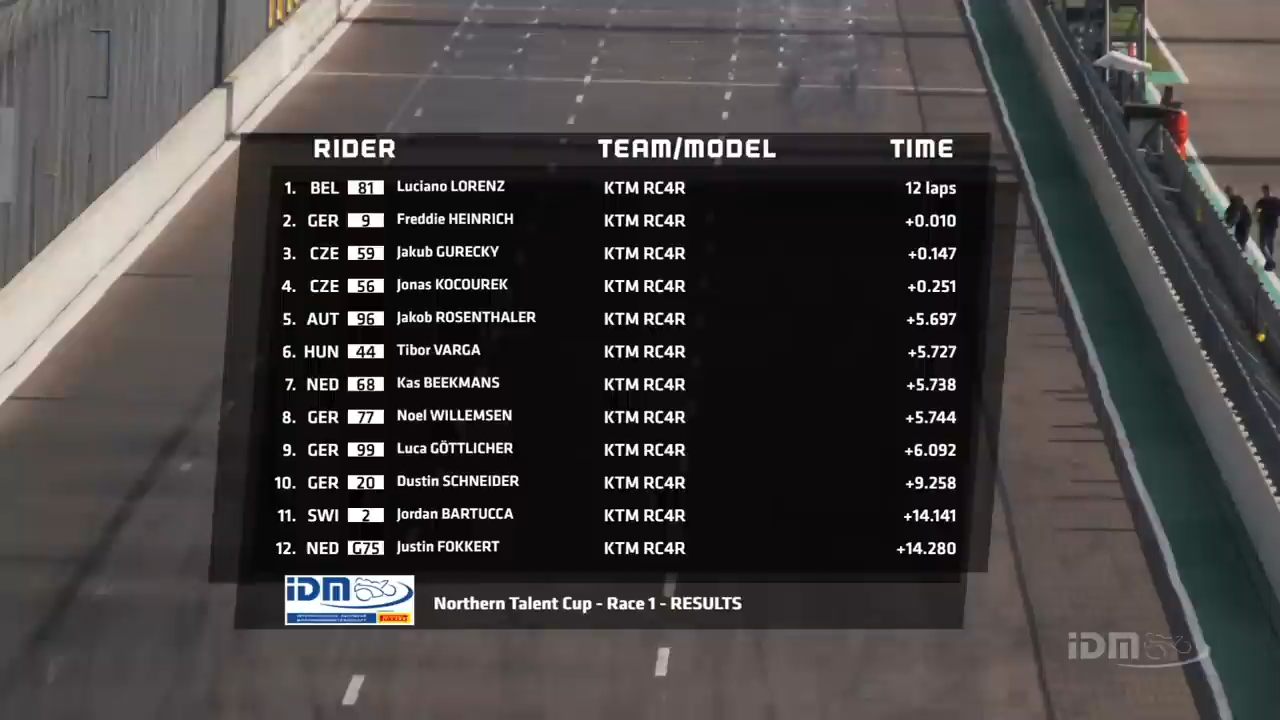 RIDER TEAM/MODEL TIME
1. BEL 81 Luciano LORENZ KTM RC4R 12 laps
2. GER 9 Freddie HEINRICH KTM RC4R +0.010
3. CZE 59 Jakub GURECKY KTM RC4R +0.147
4. CZE 56 Jonas KOCOUREK KTM RC4R +0.251
5. AUT 96 Jakob ROSENTHALER KTM RC4R +5.697
6. HUN 44 Tibor VARGA KTM RC4R +5.727
7. NED 68 Kas BEEKMANS KTM RC4R +5.738
8. GER 77 Noel WILLEMSEN KTM RC4R +5.744
9. GER 99 Luca GÖTTLICHER KTM RC4R +6.092
10. GER 20 Dustin SCHNEIDER KTM RC4R +9.258
11. SWI 2 Jordan BARTUCCA KTM RC4R +14.141
12. NED G75 Justin FOKKERT KTM RC4R +14.280
iDM
Northern Talent Cup - Race 1 - RESULTS
iDM